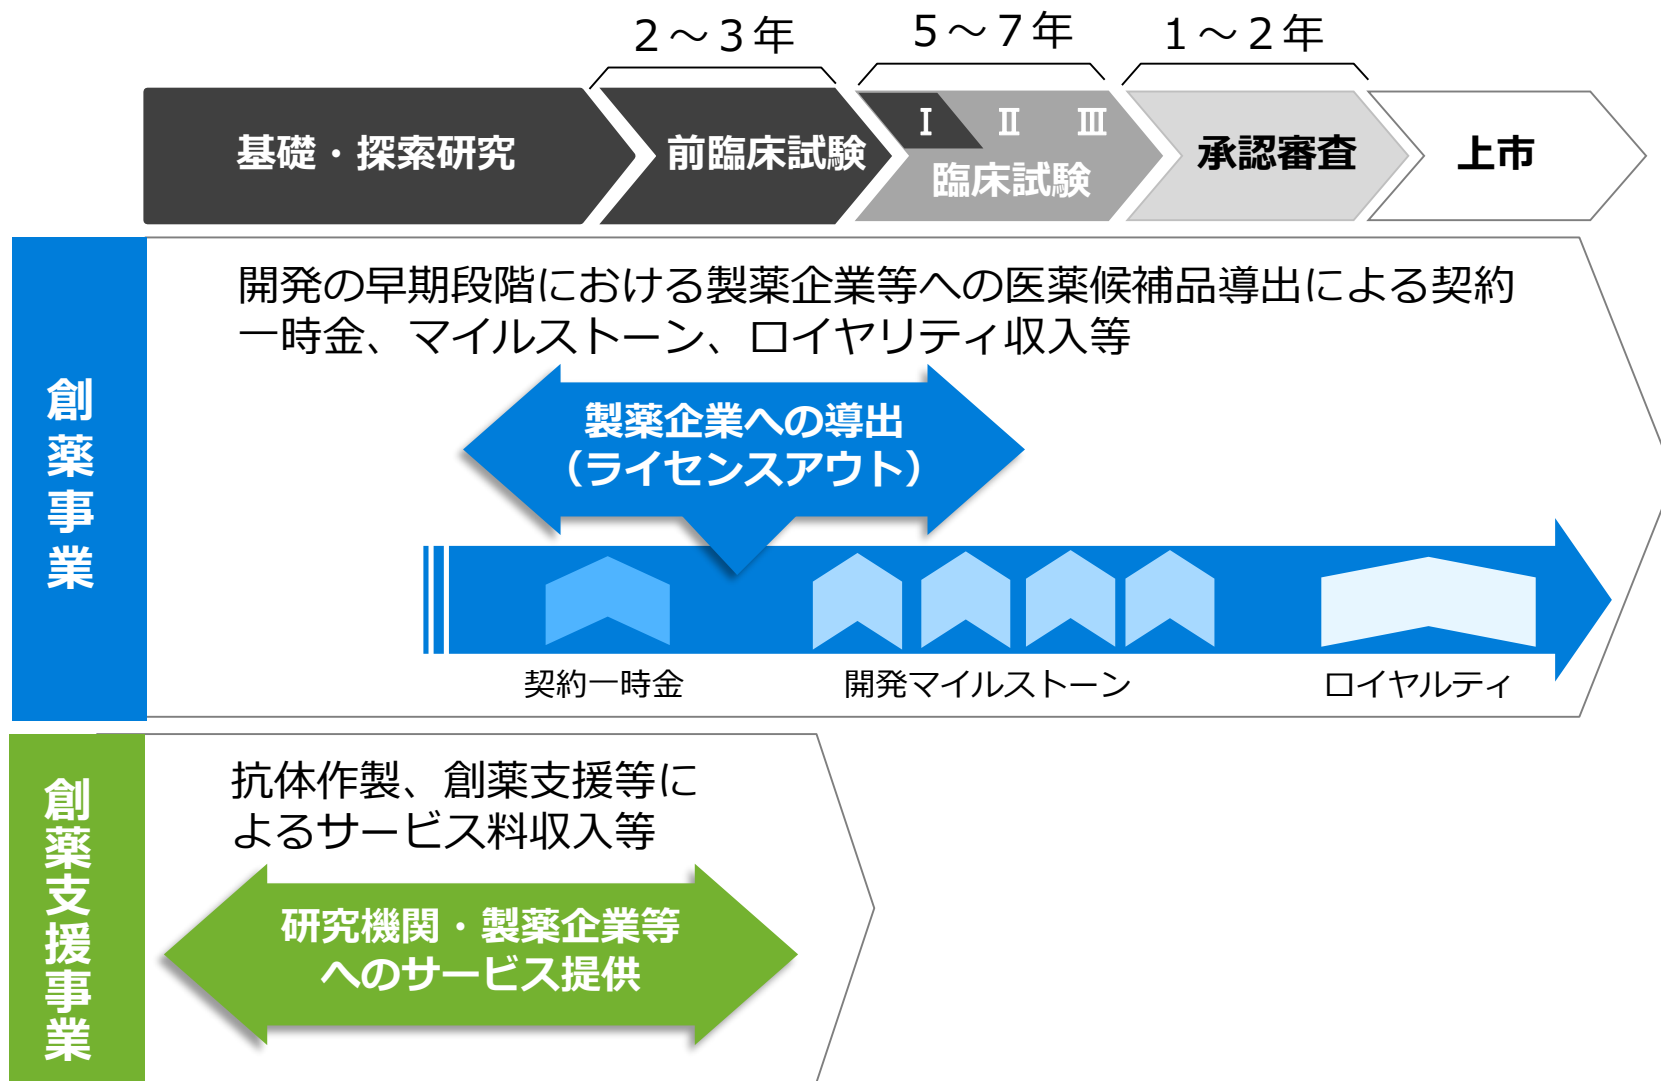 2～3年
5～7年
1～2年
基礎・探索研究
前臨床試験
Ⅰ Ⅱ Ⅲ
臨床試験
承認審査
上市
創薬事業
開発の早期段階における製薬企業等への医薬候補品導出による契約
一時金、マイルストーン、ロイヤリティ収入等
製薬企業への導出
（ライセンスアウト）
契約一時金
開発マイルストーン
ロイヤルティ
創薬支援事業
抗体作製、創薬支援等に
よるサービス料収入等
研究機関・製薬企業等
へのサービス提供